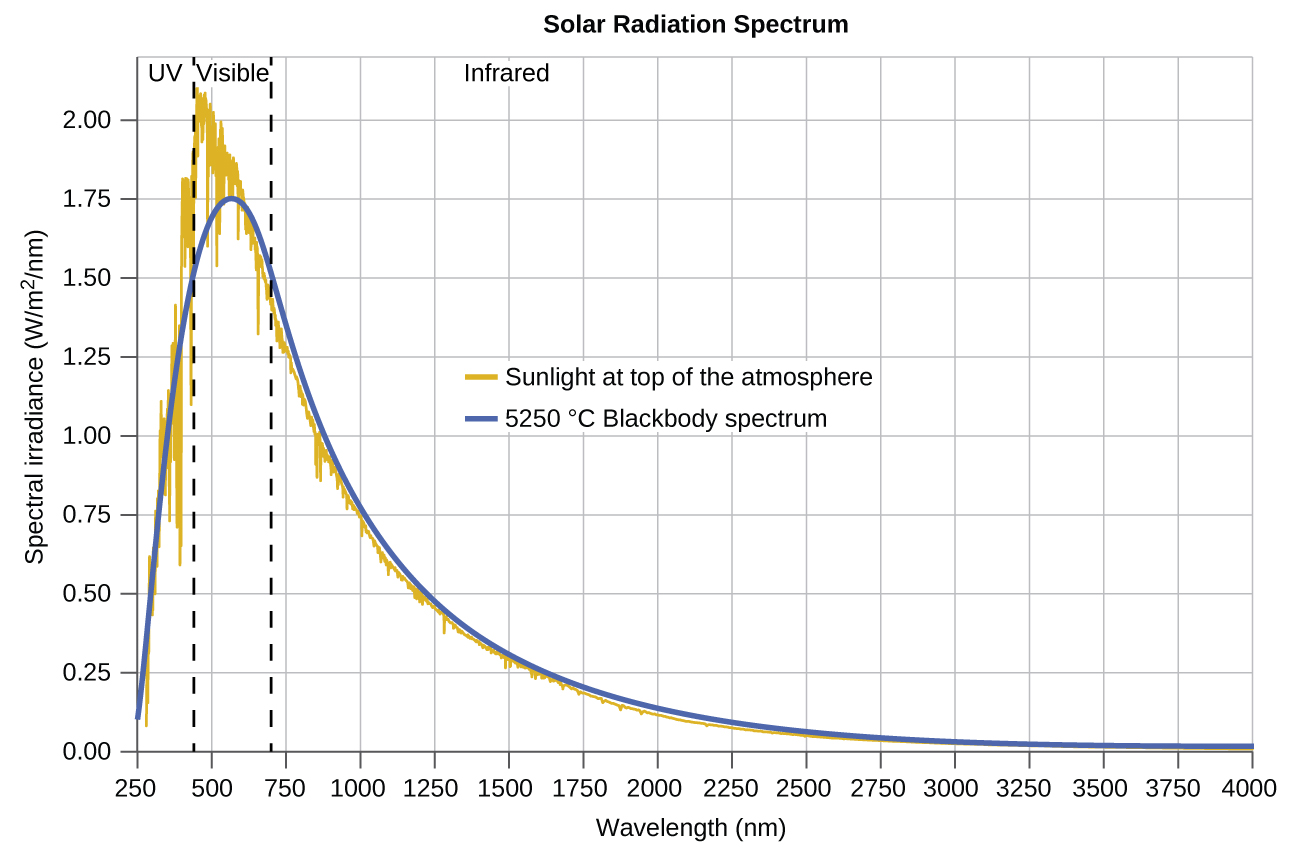 Solar Radiation Spectrum
UV Visible Infrared
2.00
1.75
1.50
1.25
1.00
0.75
0.50
0.25
0.00
Spectral irradiance (W/m²/nm)
Sunlight at top of the atmosphere
5250 °C Blackbody spectrum
250 500 750 1000 1250 1500 1750 2000 2250 2500 2750 3000 3250 3500 3750 4000
Wavelength (nm)